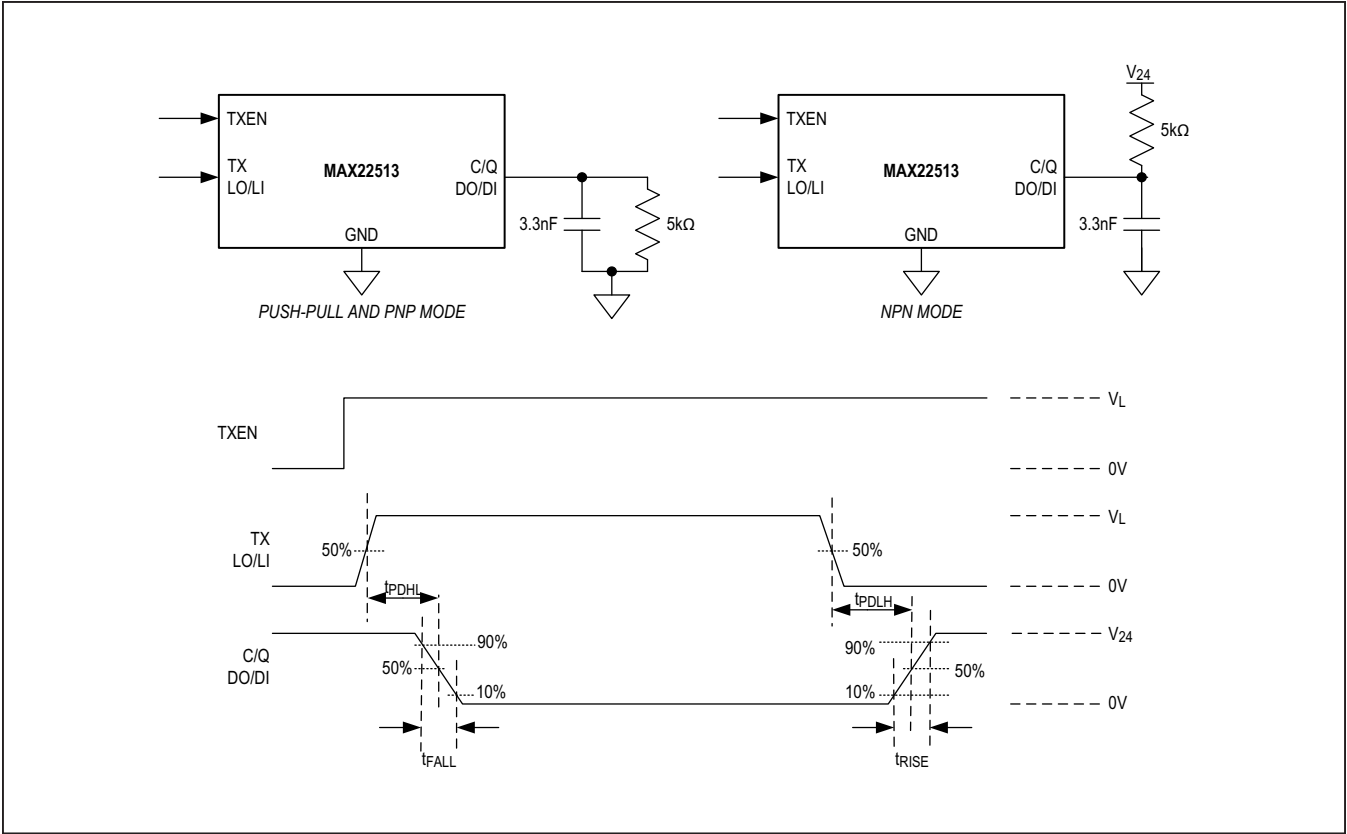 TXEN
TX
LO/LI
MAX22513
C/Q
DO/DI
GND
3.3nF
5kΩ
PUSH-PULL AND PNP MODE
V24
5kΩ
TXEN
TX
LO/LI
MAX22513
C/Q
DO/DI
GND
3.3nF
NPN MODE
TXEN
VL
0V
TX
LO/LI
50%
50%
VL
0V
tPDHL
tPDLH
C/Q
DO/DI
90%
50%
10%
90%
50%
10%
V24
0V
tFALL
tRISE